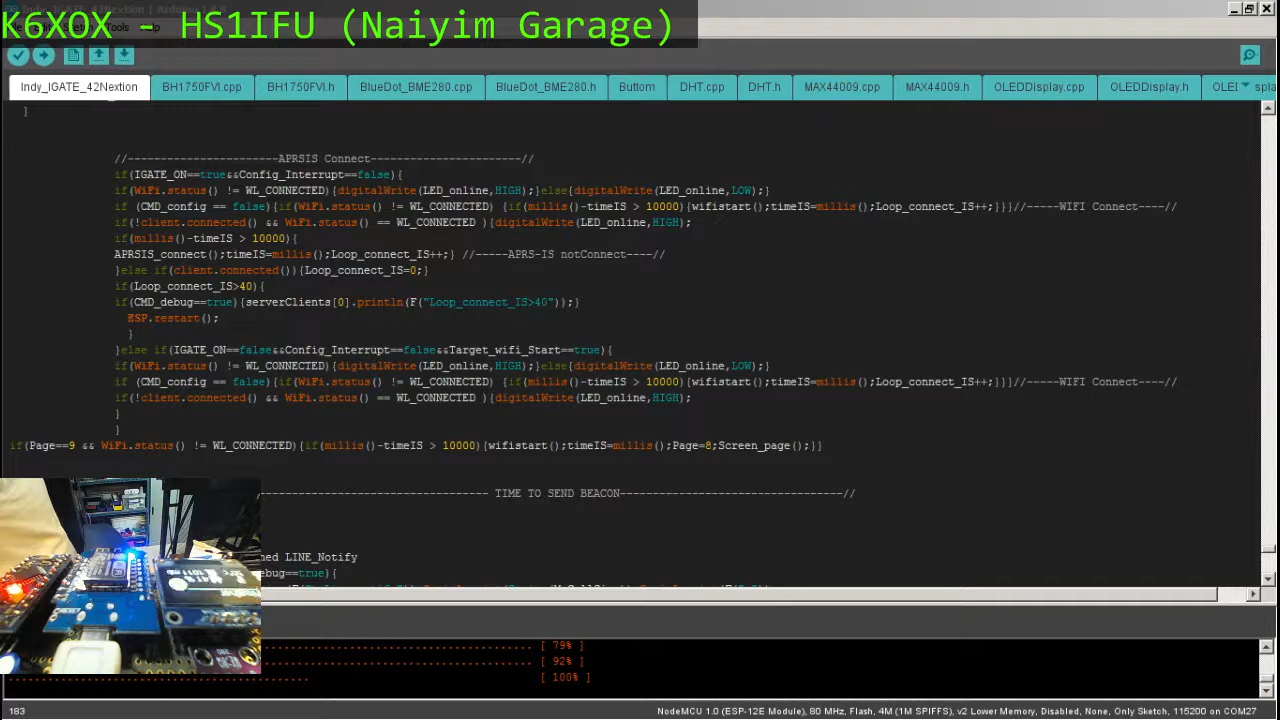 K6XOX - HS1IFU (Naiyim Garage)
Indy_IGATE_42Nextion BH1750FVI.cpp BH1750FVI.h BlueDot_BME280.cpp BlueDot_BME280.h Buttom DHT.cpp DHT.h MAX44009.cpp MAX44009.h OLEDDisplay.cpp OLEDDisplay.h
}
//-----------------------APRSIS Connect-----------------------//
if(IGATE_ON==true&&Config_Interrupt==false){
if(WiFi.status() != WL_CONNECTED){digitalWrite(LED_online,HIGH);}else{digitalWrite(LED_online,LOW);}
if (CMD_config == false){if(WiFi.status() != WL_CONNECTED) {if(millis()-timeIS > 10000){wifistart();timeIS=millis();Loop_connect_IS++;}}}//-----WIFI Connect----//
if(!client.connected() && WiFi.status() == WL_CONNECTED ){digitalWrite(LED_online,HIGH);
if(millis()-timeIS > 10000){
APRSIS_connect();timeIS=millis();Loop_connect_IS++;} //-----APRS-IS notConnect----//
}else if(client.connected()){Loop_connect_IS=0;}
if(Loop_connect_IS>40){
if(CMD_debug==true){serverClients[0].println(F("Loop_connect_IS>40"));}
ESP.restart();
}
}else if(IGATE_ON==false&&Config_Interrupt==false&&Target_wifi_Start==true){
if(WiFi.status() != WL_CONNECTED){digitalWrite(LED_online,HIGH);}else{digitalWrite(LED_online,LOW);}
if (CMD_config == false){if(WiFi.status() != WL_CONNECTED) {if(millis()-timeIS > 10000){wifistart();timeIS=millis();Loop_connect_IS++;}}}//-----WIFI Connect----//
if(!client.connected() && WiFi.status() == WL_CONNECTED ){digitalWrite(LED_online,HIGH);
}
}
if(Page==9 && WiFi.status() != WL_CONNECTED){if(millis()-timeIS > 10000){wifistart();timeIS=millis();Page=8;Screen_page();}}
----------------------------------- TIME TO SEND BEACON----------------------------------//
ned LINE_Notify
ebug==true){
......................................... [ 79% ]
......................................... [ 92% ]
.............................................. [ 100% ]
183 NodeMCU 1.0 (ESP-12E Module), 80 MHz, Flash, 4M (1M SPIFFS), v2 Lower Memory, Disabled, None, Only Sketch, 115200 on COM27